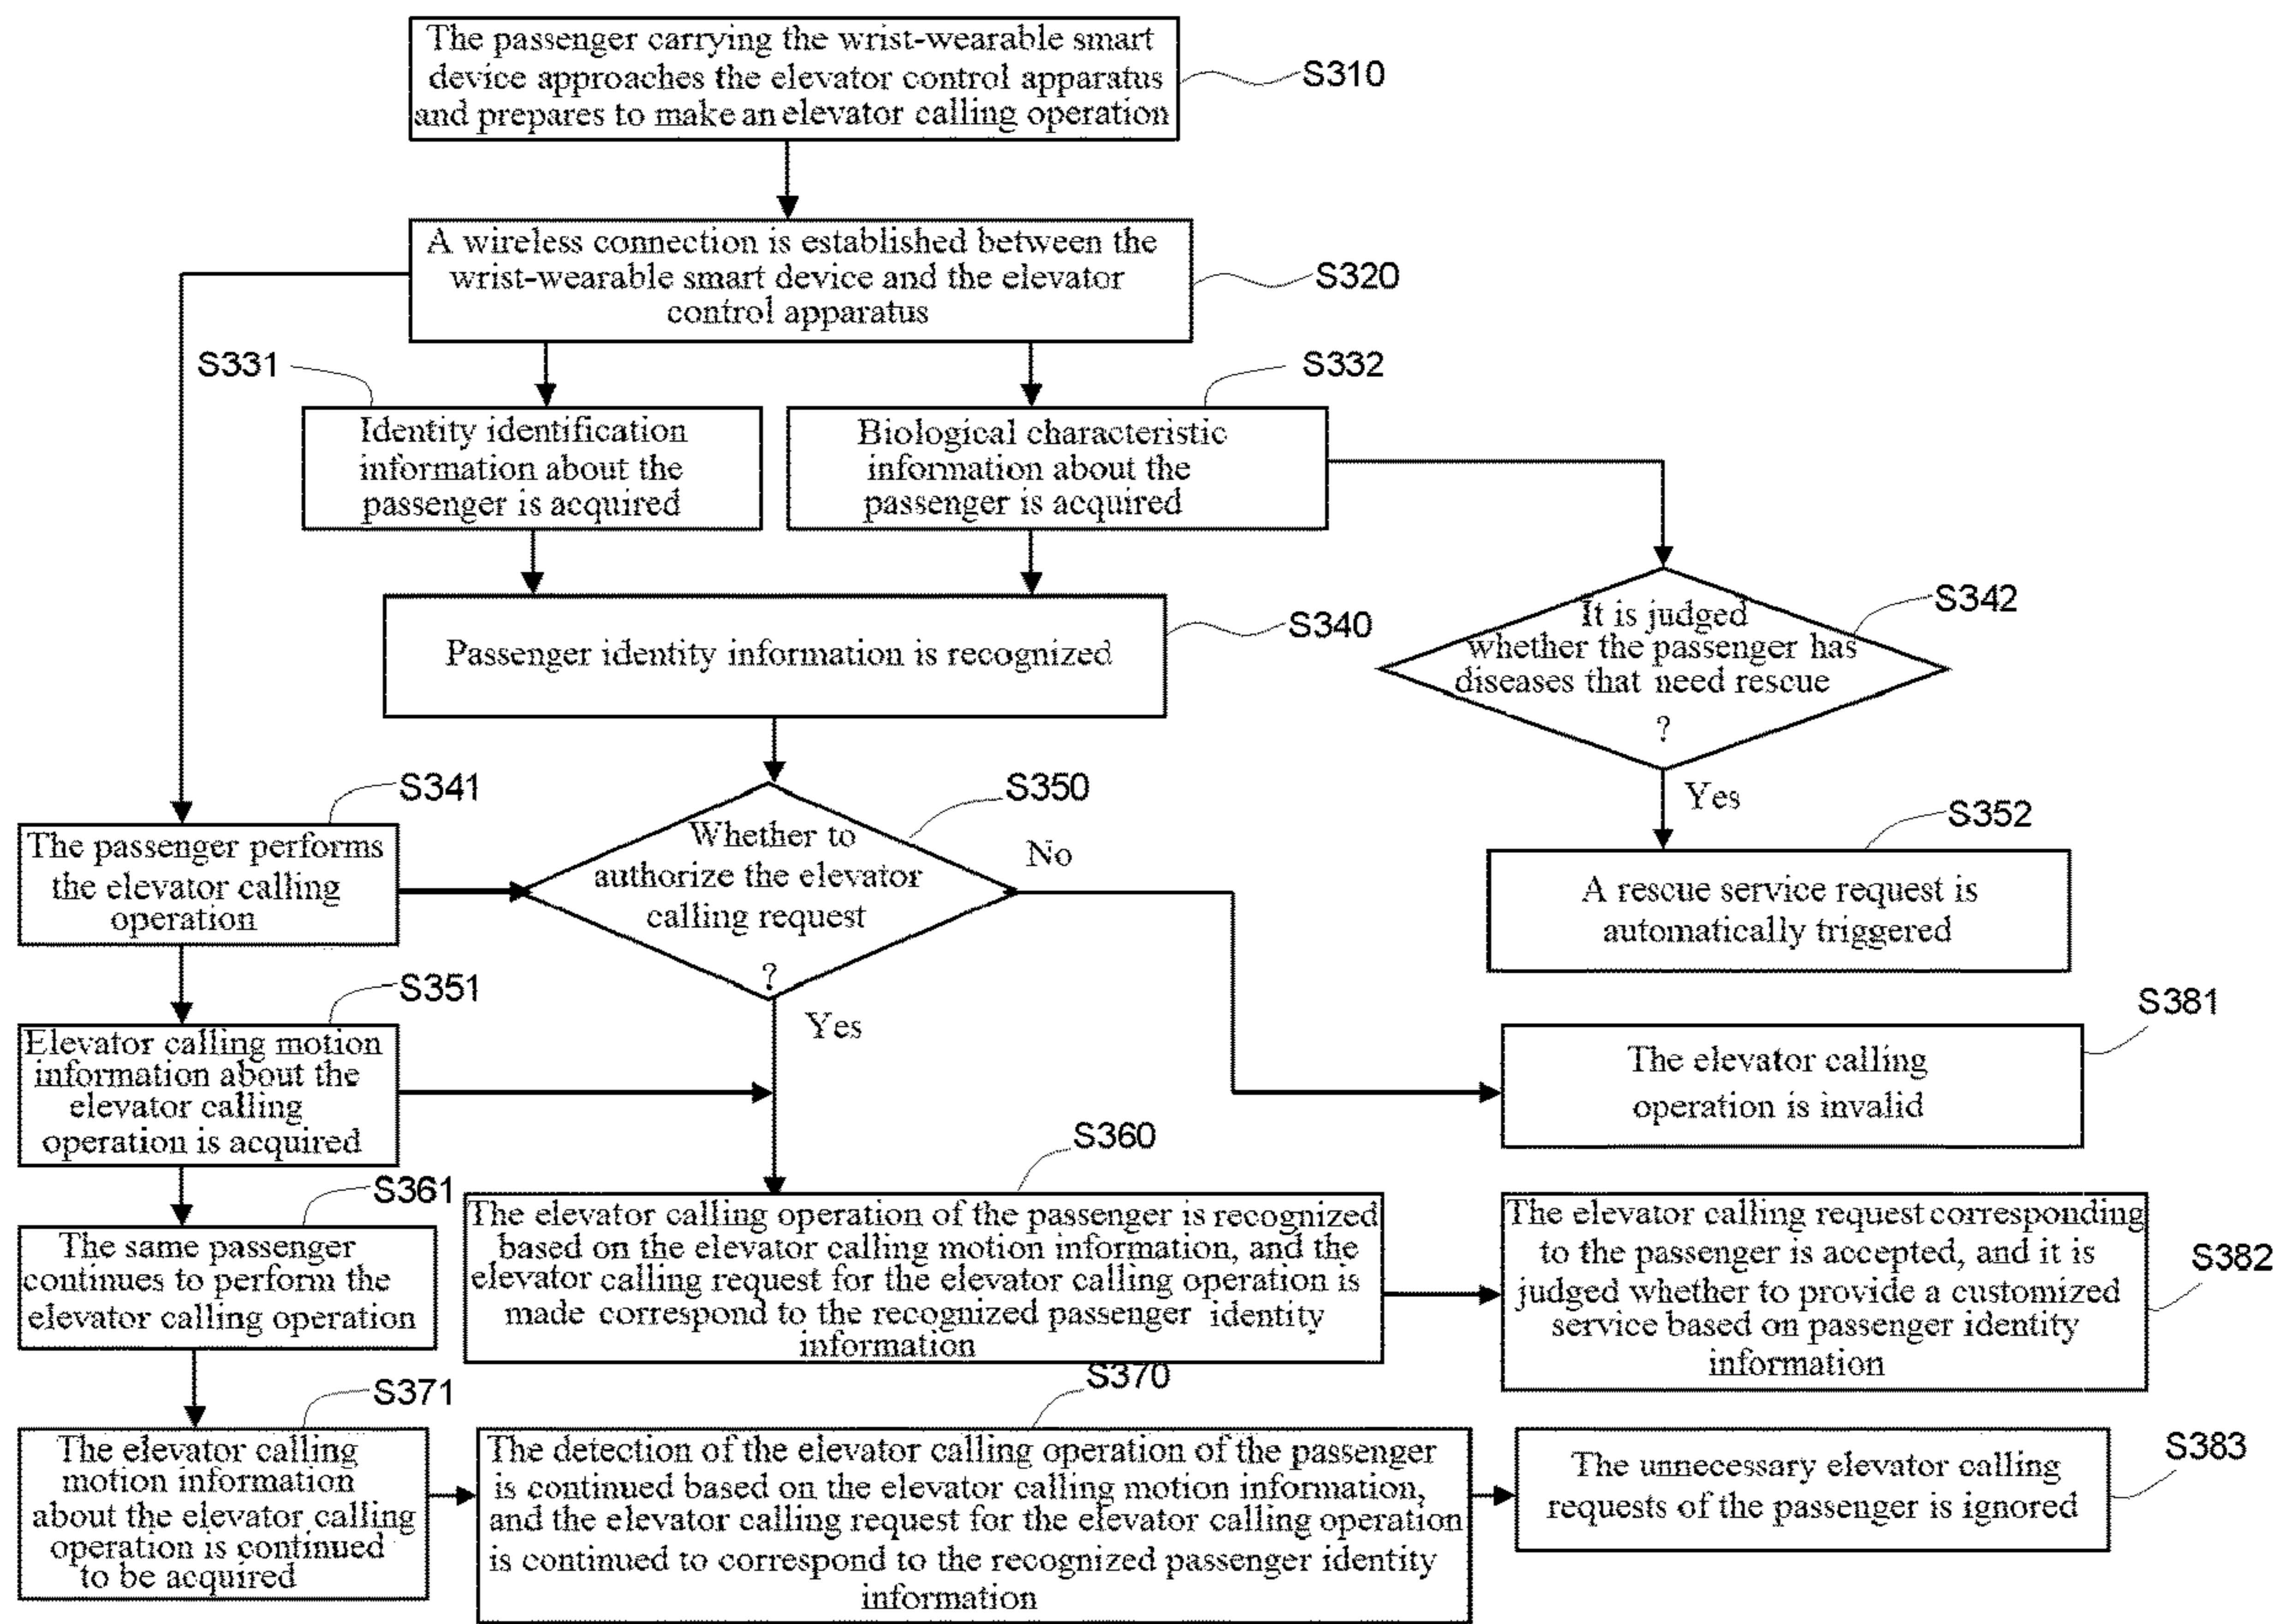 The passenger carrying the wrist-wearable smart
device approaches the elevator control apparatus
and prepares to make an elevator calling operation
S310
A wireless connection is established between the
wrist-wearable smart device and the elevator
control apparatus
S320
S331
S332
Identity identification
information about the
passenger is acquired
Biological characteristic
information about the
passenger is acquired
S340
Passenger identity information is recognized
S342
It is judged
whether the passenger has
diseases that need rescue
?
Yes
S341
S350
S352
The passenger performs
the elevator calling
operation
Whether to
authorize the elevator
calling request
?
No
Yes
A rescue service request is
automatically triggered
S351
S381
Elevator calling motion
information about the
elevator calling
operation is acquired
The elevator calling
operation is invalid
S361
S360
The same passenger
continues to perform the
elevator calling operation
The elevator calling operation of the passenger is recognized
based on the elevator calling motion information, and the
elevator calling request for the elevator calling operation is
made correspond to the recognized passenger identity
information
The elevator calling request corresponding
to the passenger is accepted, and it is
judged whether to provide a customized
service based on passenger identity
information
S382
S371
S370
The elevator calling
motion information
about the elevator calling
operation is continued
to be acquired
The detection of the elevator calling operation of the passenger
is continued based on the elevator calling motion information,
and the elevator calling request for the elevator calling operation
is continued to correspond to the recognized passenger identity
information
The unnecessary elevator calling
requests of the passenger is ignored
S383